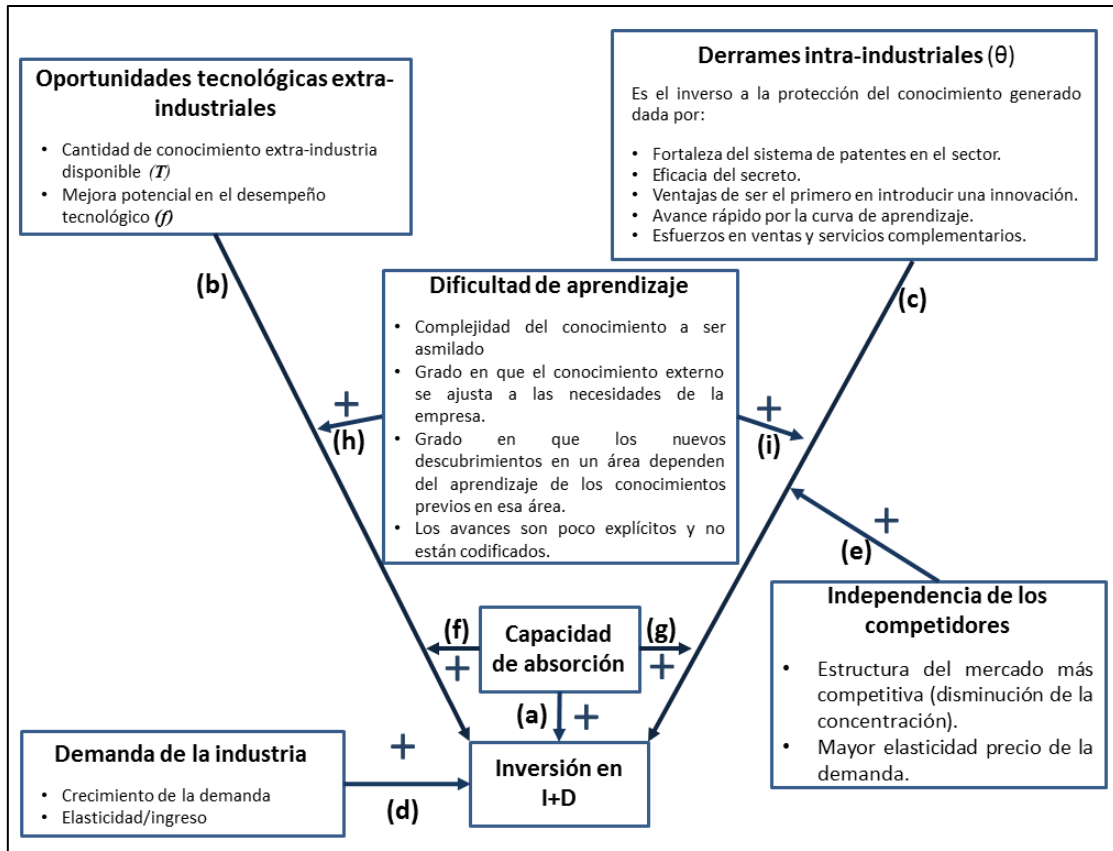 Oportunidades tecnológicas extra-
industriales
• Cantidad de conocimiento extra-industria
disponible (T)
• Mejora potencial en el desempeño
tecnológico (f)
Derrames intra-industriales (θ)
Es el inverso a la protección del conocimiento generado
dada por:
• Fortaleza del sistema de patentes en el sector.
• Eficacia del secreto.
• Ventajas de ser el primero en introducir una innovación.
• Avance rápido por la curva de aprendizaje.
• Esfuerzos en ventas y servicios complementarios.
(b)
(c)
Dificultad de aprendizaje
• Complejidad del conocimiento a ser
asmilado
• Grado en que el conocimiento externo
se ajusta a las necesidades de la
empresa.
• Grado en que los nuevos
descubrimientos en un área dependen
del aprendizaje de los conocimientos
previos en esa área.
• Los avances son poco explícitos y no
están codificados.
+
(h)
+
(i)
+
(e)
Independencia de los
competidores
• Estructura del mercado más
competitiva (disminución de la
concentración).
• Mayor elasticidad precio de la
demanda.
(f)
+
Capacidad
de absorción
(g)
+
(a)
+
Demanda de la industria
• Crecimiento de la demanda
• Elasticidad/ingreso
+
(d)
Inversión en
I+D